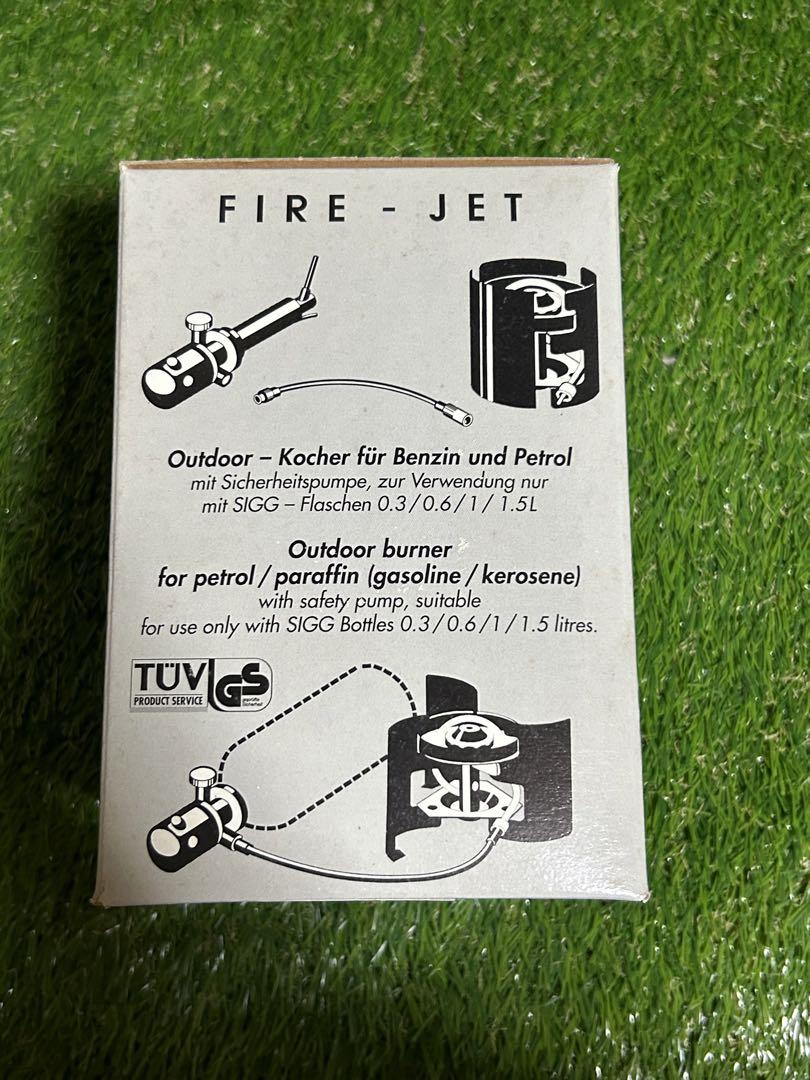 FIRE - JET
Outdoor – Kocher für Benzin und Petrol
mit Sicherheitspumpe, zur Verwendung nur
mit SIGG – Flaschen 0.3/0.6/1/1.5L
Outdoor burner
for petrol/paraffin (gasoline/kerosene)
with safety pump, suitable
for use only with SIGG Bottles 0.3/0.6/1/1.5 litres.
TÜV
PRODUCT SERVICE
GS
geprüfte
Sicherheit